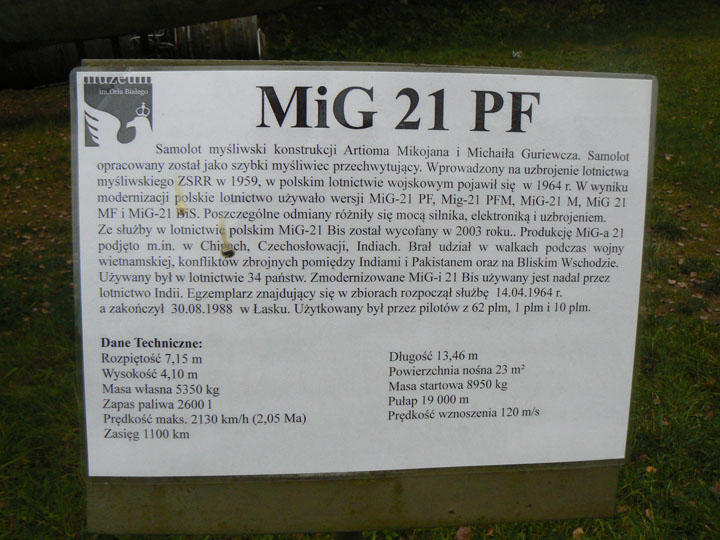 muzeum
im. Orła Białego
MiG 21 PF
Samolot myśliwski konstrukcji Artioma Mikojana i Michaiła Guriewcza. Samolot
opracowany został jako szybki myśliwiec przechwytujący. Wprowadzony na uzbrojenie lotnictwa
myśliwskiego ZSRR w 1959, w polskim lotnictwie wojskowym pojawił się w 1964 r. W wyniku
modernizacji polskie lotnictwo używało wersji MiG-21 PF, Mig-21 PFM, MiG-21 M, MiG 21
MF i MiG-21 BiS. Poszczególne odmiany różniły się mocą silnika, elektroniką i uzbrojeniem.
Ze służby w lotnictwie polskim MiG-21 Bis został wycofany w 2003 roku.. Produkcję MiG-a 21
podjęto m.in. w Chinach, Czechosłowacji, Indiach. Brał udział w walkach podczas wojny
wietnamskiej, konfliktów zbrojnych pomiędzy Indiami i Pakistanem oraz na Bliskim Wschodzie.
Używany był w lotnictwie 34 państw. Zmodernizowane MiG-i 21 Bis używany jest nadal przez
lotnictwo Indii. Egzemplarz znajdujący się w zbiorach rozpoczął służbę 14.04.1964 r.
a zakończył 30.08.1988 w Łasku. Użytkowany był przez pilotów z 62 plm, 1 plm i 10 plm.
Dane Techniczne:
Rozpiętość 7,15 m
Wysokość 4,10 m
Masa własna 5350 kg
Zapas paliwa 2600 l
Prędkość maks. 2130 km/h (2,05 Ma)
Zasięg 1100 km
Długość 13,46 m
Powierzchnia nośna 23 m²
Masa startowa 8950 kg
Pułap 19 000 m
Prędkość wznoszenia 120 m/s